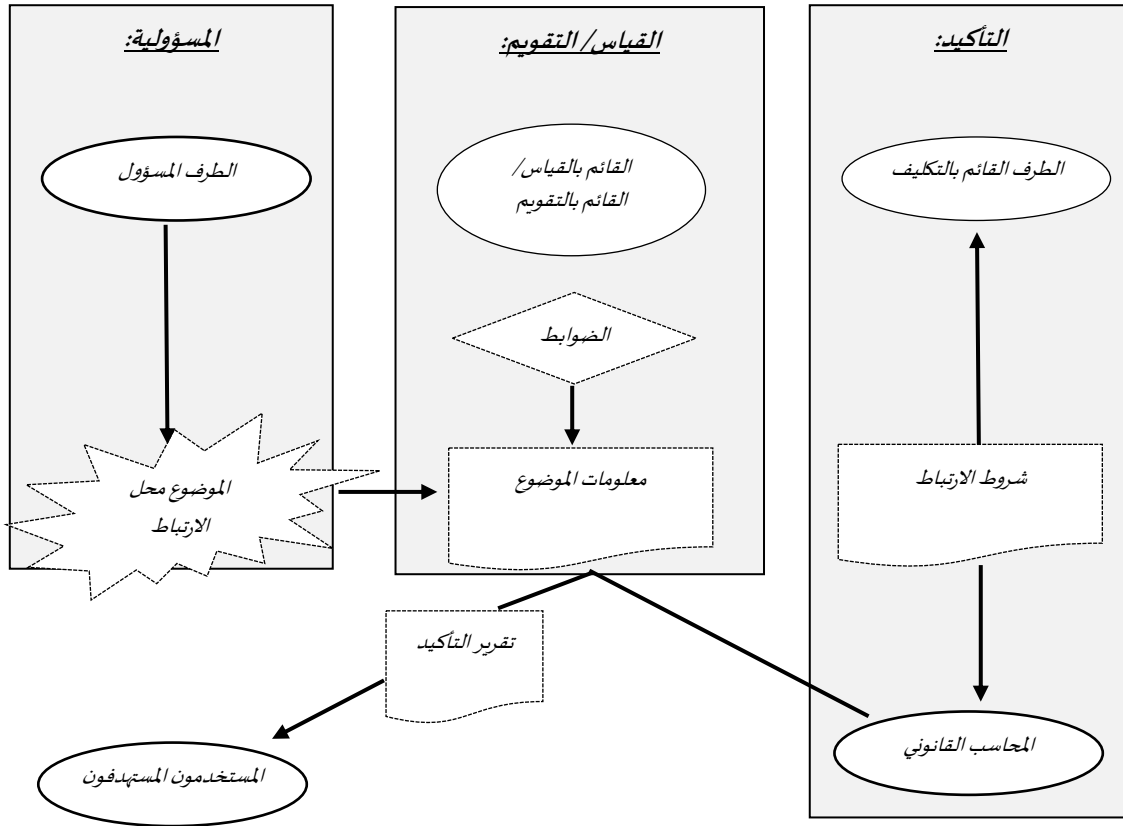 التأكيد:
القياس/ التقويم:
المسؤولية:
الطرف القائم بالتكليف
القائم بالقياس/
القائم بالتقويم
الطرف المسؤول
الضوابط
شروط الارتباط
معلومات الموضوع
الموضوع محل
الارتباط
تقرير التأكيد
المحاسب القانوني
المستخدمون المستهدفون